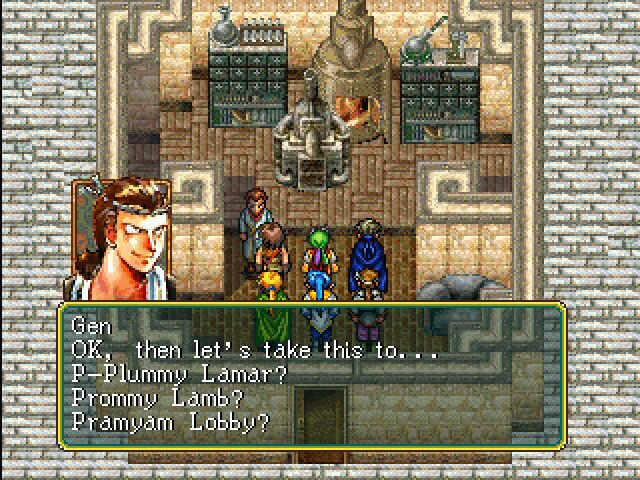 Gen
OK, then let's take this to...
P-Plummy Lamar?
Prommy Lamb?
Pramyam Lobby?